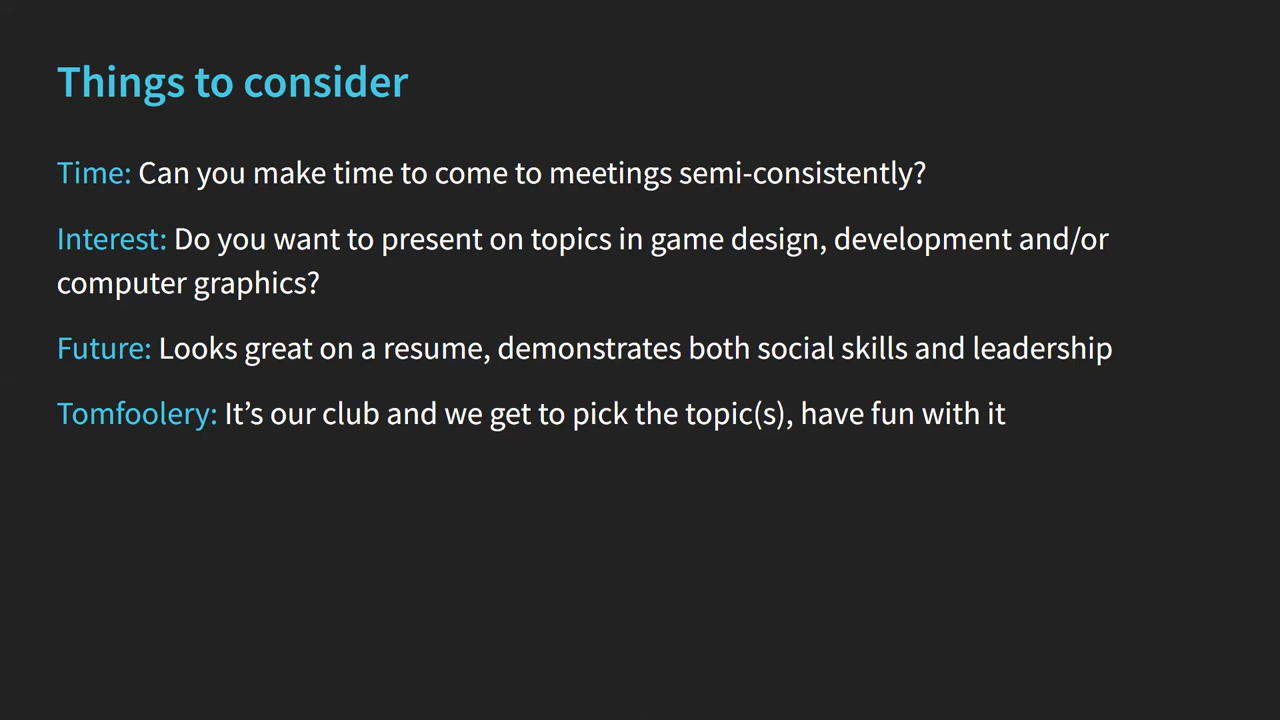 Things to consider
Time: Can you make time to come to meetings semi-consistently?
Interest: Do you want to present on topics in game design, development and/or
computer graphics?
Future: Looks great on a resume, demonstrates both social skills and leadership
Tomfoolery: It’s our club and we get to pick the topic(s), have fun with it